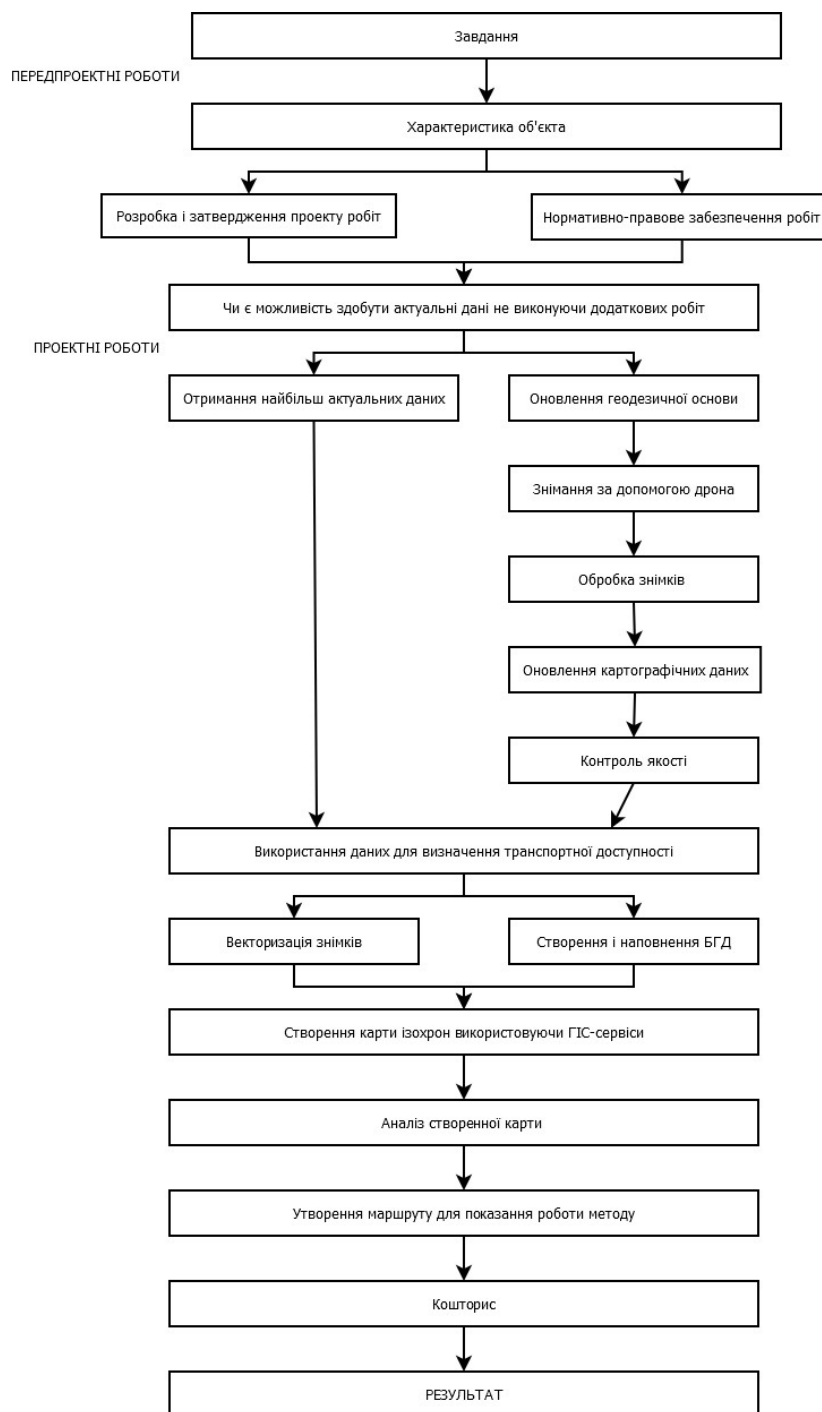 Завдання
ПЕРЕДПРОЕКТНІ РОБОТИ
Характеристика об'єкта
Розробка і затвердження проекту робіт
Нормативно-правове забезпечення робіт
Чи є можливість здобути актуальні дані не виконуючи додаткових робіт
ПРОЕКТНІ РОБОТИ
Отримання найбільш актуальних даних
Оновлення геодезичної основи
Знімання за допомогою дрона
Обробка знімків
Оновлення картографічних даних
Контроль якості
Використання даних для визначення транспортної доступності
Векторизація знімків
Створення і наповнення БГД
Створення карти ізохрон використовуючи ГІС-сервіси
Аналіз створенної карти
Утворення маршруту для показання роботи методу
Кошторис
РЕЗУЛЬТАТ